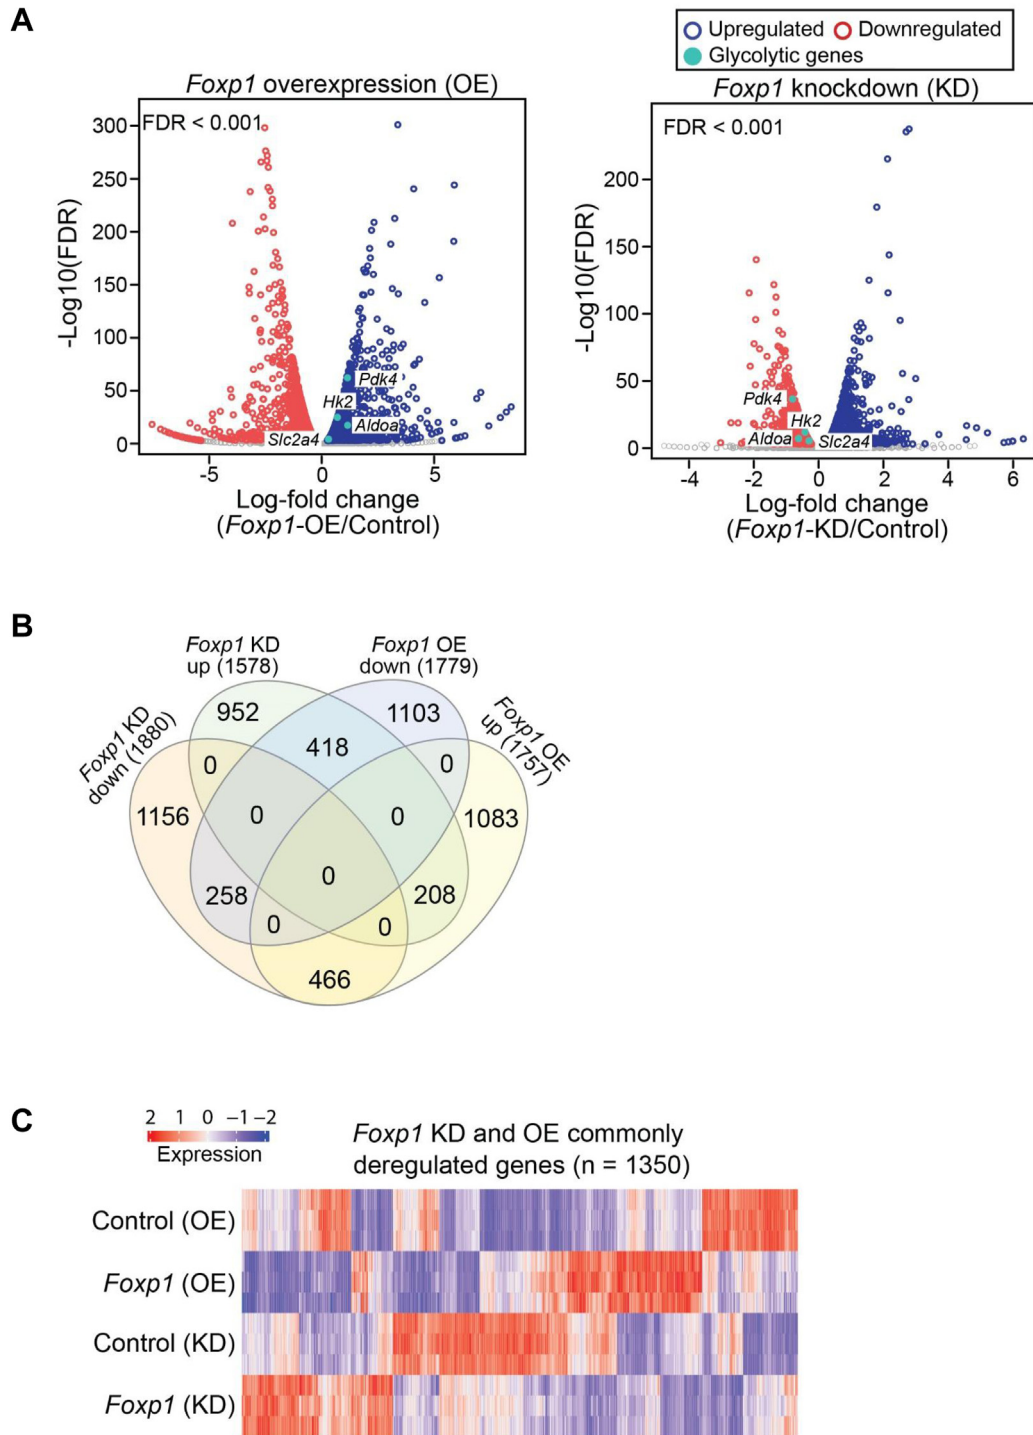 A
Upregulated Downregulated
Glycolytic genes
Foxp1 overexpression (OE)
FDR < 0.001
-Log10(FDR)
300
250
200
150
100
50
0
Pdk4
Hk2
Aldoa
Slc2a4
-5 0 5
Log-fold change
(Foxp1-OE/Control)
Foxp1 knockdown (KD)
FDR < 0.001
-Log10(FDR)
200
150
100
50
0
Pdk4
Hk2
Aldoa Slc2a4
-4 -2 0 2 4 6
Log-fold change
(Foxp1-KD/Control)
B
Foxp1 KD
down (1880)
Foxp1 KD
up (1578)
Foxp1 OE
down (1779)
Foxp1 OE
up (1757)
952 1103
418
0 0
1156 0 0 1083
0
258 208
0 0
466
C
2 1 0 −1 −2
Expression
Foxp1 KD and OE commonly
deregulated genes (n = 1350)
Control (OE)
Foxp1 (OE)
Control (KD)
Foxp1 (KD)